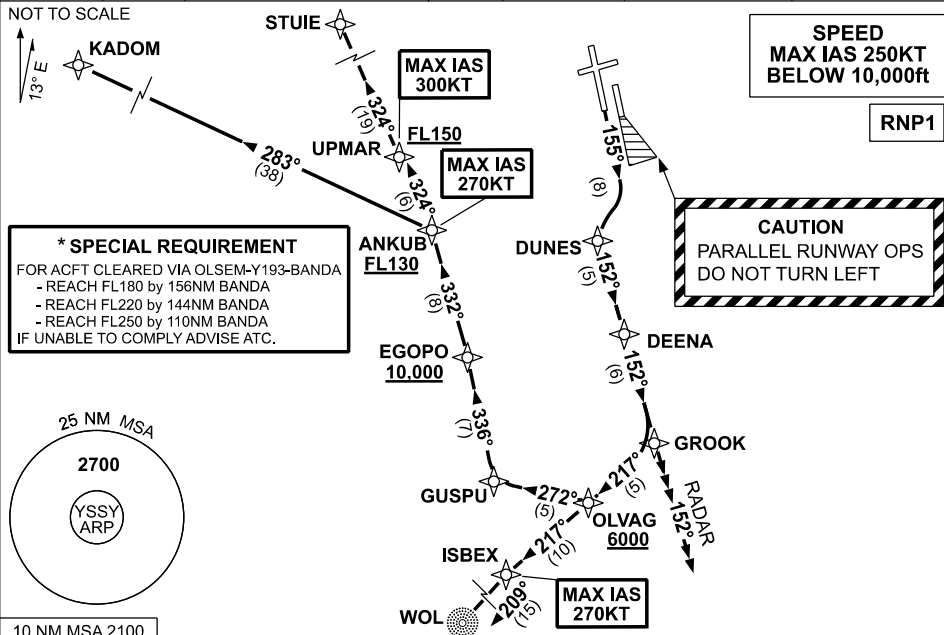 NOT TO SCALE
13° E
KADOM
STUIE
MAX IAS
300KT
SPEED
MAX IAS 250KT
BELOW 10,000ft
RNP1
324°
(19)
UPMAR
FL150
283°
(38)
MAX IAS
270KT
324°
(6)
155°
(8)
CAUTION
PARALLEL RUNWAY OPS
DO NOT TURN LEFT
* SPECIAL REQUIREMENT
FOR ACFT CLEARED VIA OLSEM-Y193-BANDA
- REACH FL180 by 156NM BANDA
- REACH FL220 by 144NM BANDA
- REACH FL250 by 110NM BANDA
IF UNABLE TO COMPLY ADVISE ATC.
ANKUB
FL130
DUNES
152°
(5)
332°
(8)
DEENA
EGOPO
10,000
152°
(6)
336°
(7)
GROOK
25 NM MSA
2700
YSSY
ARP
GUSPU
272°
(5)
217°
(5)
OLVAG
6000
RADAR
152°
217°
(10)
ISBEX
MAX IAS
270KT
209°
(15)
WOL
10 NM MSA 2100